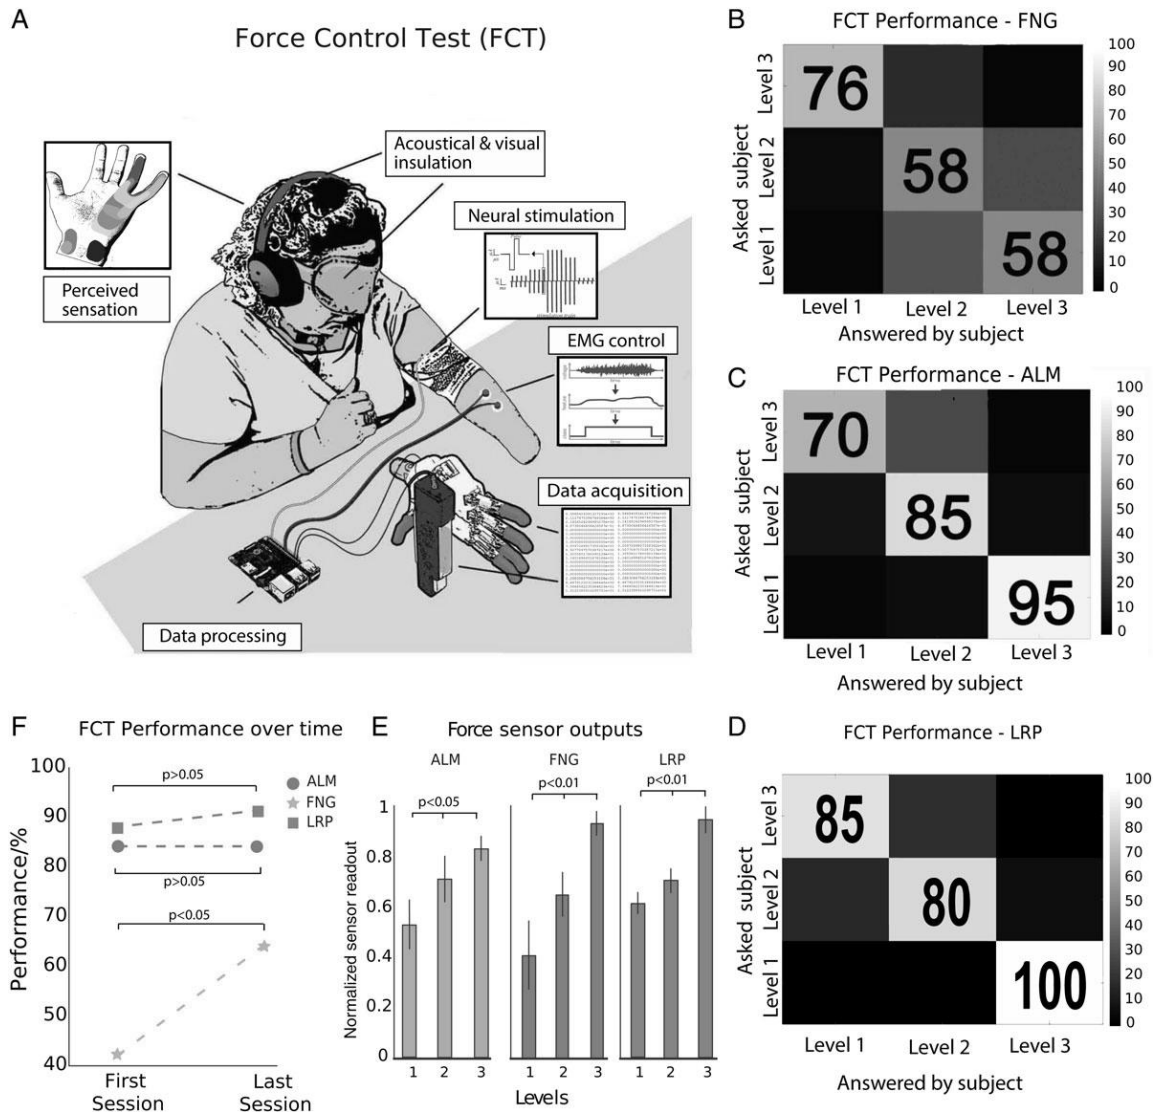 A
Force Control Test (FCT)
Acoustical & visual
insulation
Neural stimulation
Perceived
sensation
EMG control
Data acquisition
Data processing
B
FCT Performance - FNG
Asked subject
Level 3
Level 2
Level 1
76
58
58
100
90
80
70
60
50
40
30
20
10
0
Level 1 Level 2 Level 3
Answered by subject
C
FCT Performance - ALM
Asked subject
Level 3
Level 2
Level 1
70
85
95
100
90
80
70
60
50
40
30
20
10
0
Level 1 Level 2 Level 3
Answered by subject
F
FCT Performance over time
Performance/%
100
90
80
70
60
50
40
p>0.05
p>0.05
p<0.05
ALM
FNG
LRP
First
Session
Last
Session
E
Force sensor outputs
ALM FNG LRP
p<0.05
p<0.01
p<0.01
Normalized sensor readout
1
0.8
0.6
0.4
0.2
0
1 2 3 1 2 3 1 2 3
Levels
D
FCT Performance - LRP
Asked subject
Level 3
Level 2
Level 1
85
80
100
100
90
80
70
60
50
40
30
20
10
0
Level 1 Level 2 Level 3
Answered by subject